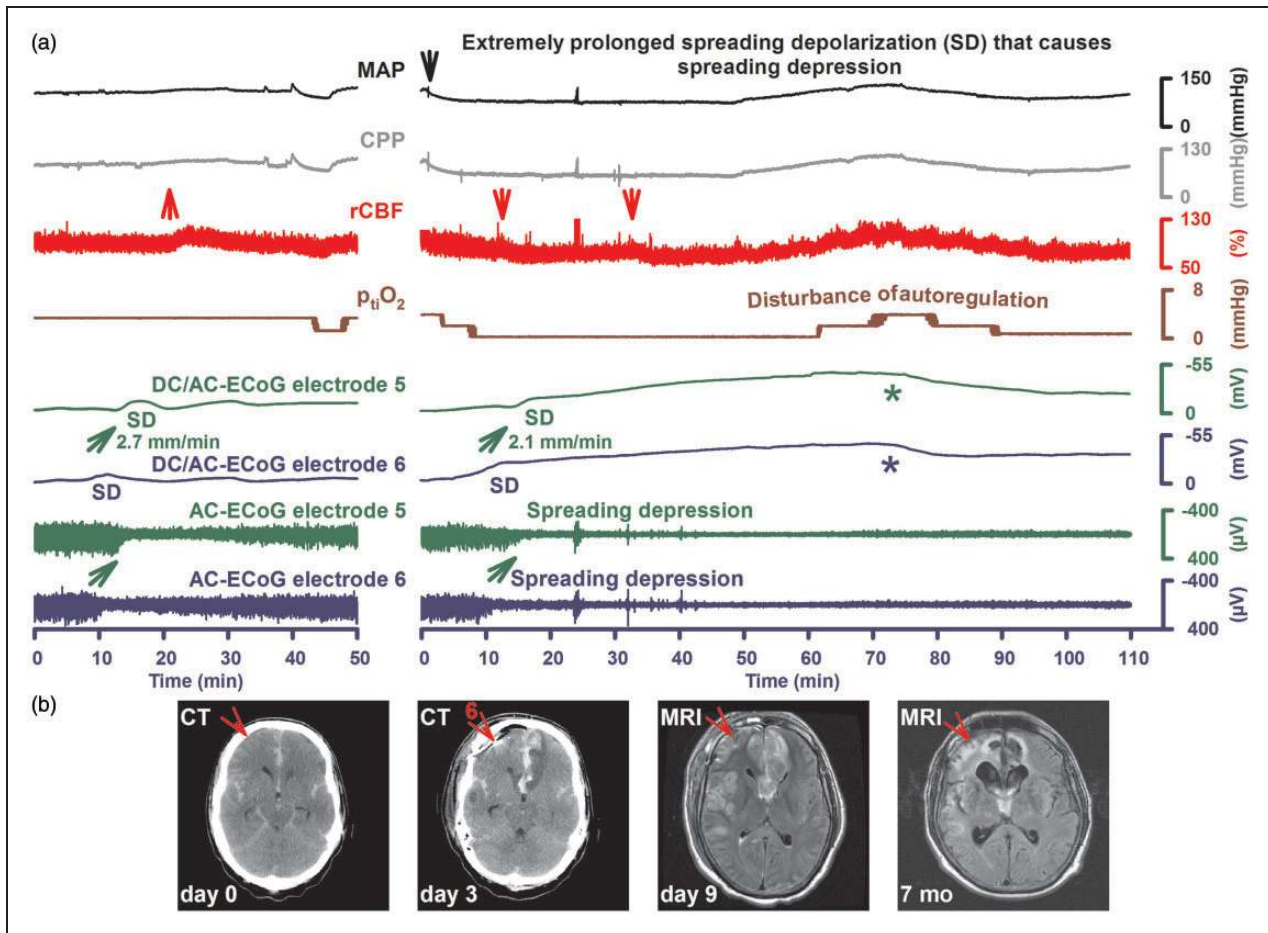 (a)
Extremely prolonged spreading depolarization (SD) that causes
spreading depression
MAP
150
0
(mmHg)
CPP
130
0
(mmHg)
rCBF
130
50
(%)
ptiO2
Disturbance of autoregulation
8
0
(mmHg)
DC/AC-ECoG electrode 5
SD
2.7 mm/min
SD
2.1 mm/min
*
-55
0
(mV)
DC/AC-ECoG electrode 6
SD
SD
*
-55
0
(mV)
AC-ECoG electrode 5
Spreading depression
-400
400
(µV)
AC-ECoG electrode 6
Spreading depression
-400
400
(µV)
0 10 20 30 40 50
0 10 20 30 40 50 60 70 80 90 100 110
Time (min)
Time (min)
(b)
CT
day 0
CT
6
day 3
MRI
day 9
MRI
7 mo